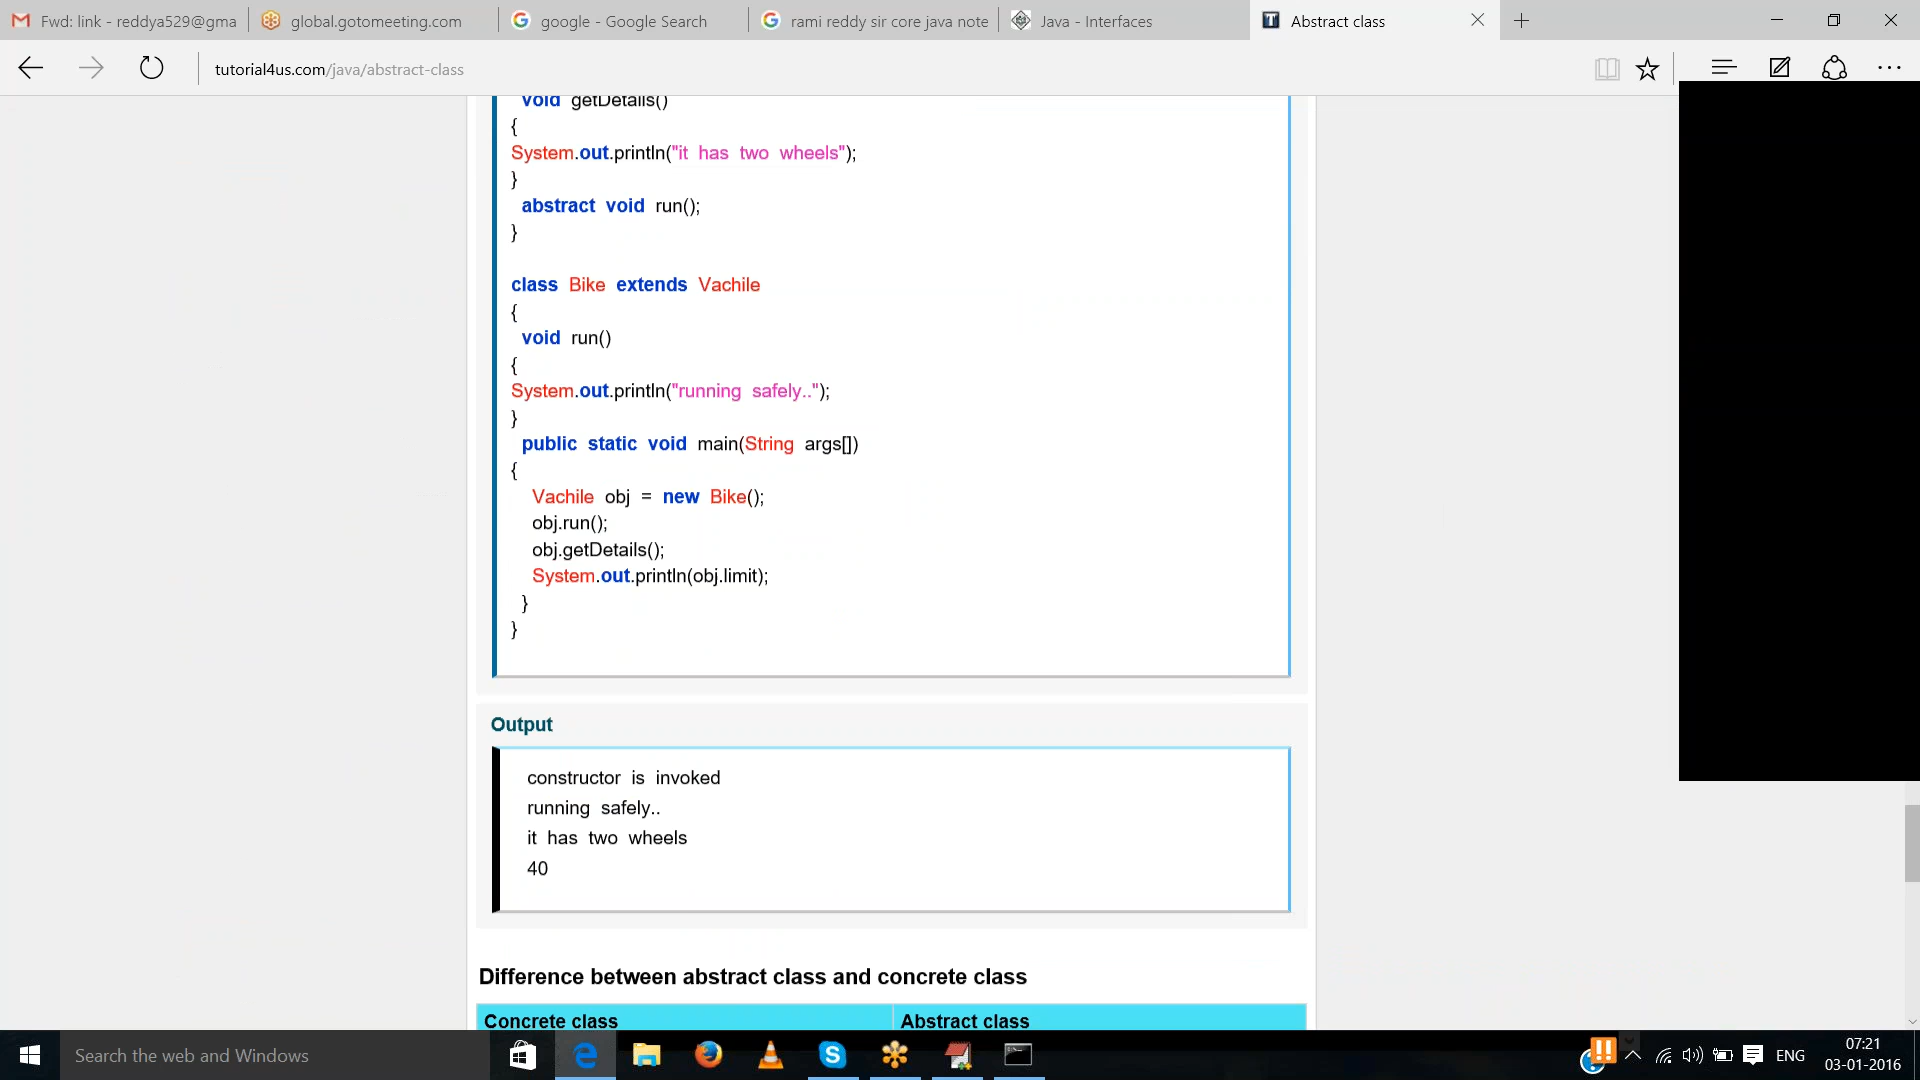 Fwd: link - reddya529@gma
global.gotomeeting.com
google - Google Search
rami reddy sir core java note
Java - Interfaces
Abstract class
tutorial4us.com/java/abstract-class
void getDetails()
{
System.out.println("it has two wheels");
}
abstract void run();
}
class Bike extends Vachile
{
void run()
{
System.out.println("running safely..");
}
public static void main(String args[])
{
Vachile obj = new Bike();
obj.run();
obj.getDetails();
System.out.println(obj.limit);
}
}
Output
constructor is invoked
running safely..
it has two wheels
40
Difference between abstract class and concrete class
Concrete class
Abstract class
Search the web and Windows
ENG
07:21
03-01-2016